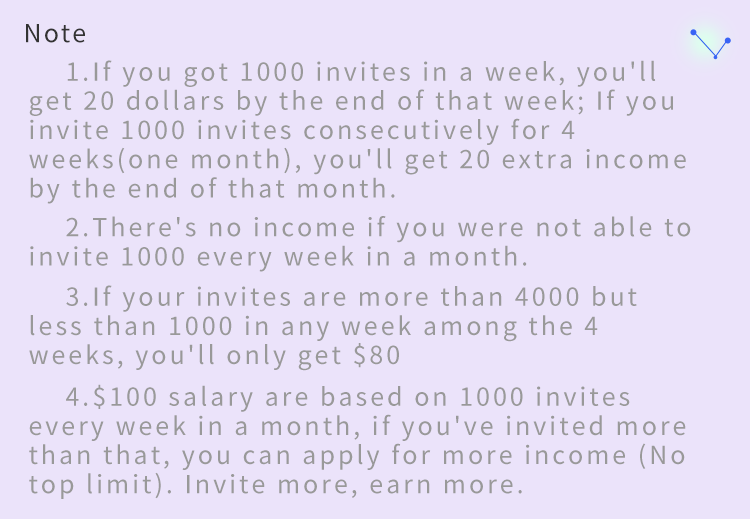 Note
1.If you got 1000 invites in a week, you'll
get 20 dollars by the end of that week; If you
invite 1000 invites consecutively for 4
weeks(one month), you'll get 20 extra income
by the end of that month.
2.There's no income if you were not able to
invite 1000 every week in a month.
3.If your invites are more than 4000 but
less than 1000 in any week among the 4
weeks, you'll only get $80
4.$100 salary are based on 1000 invites
every week in a month, if you've invited more
than that, you can apply for more income (No
top limit). Invite more, earn more.